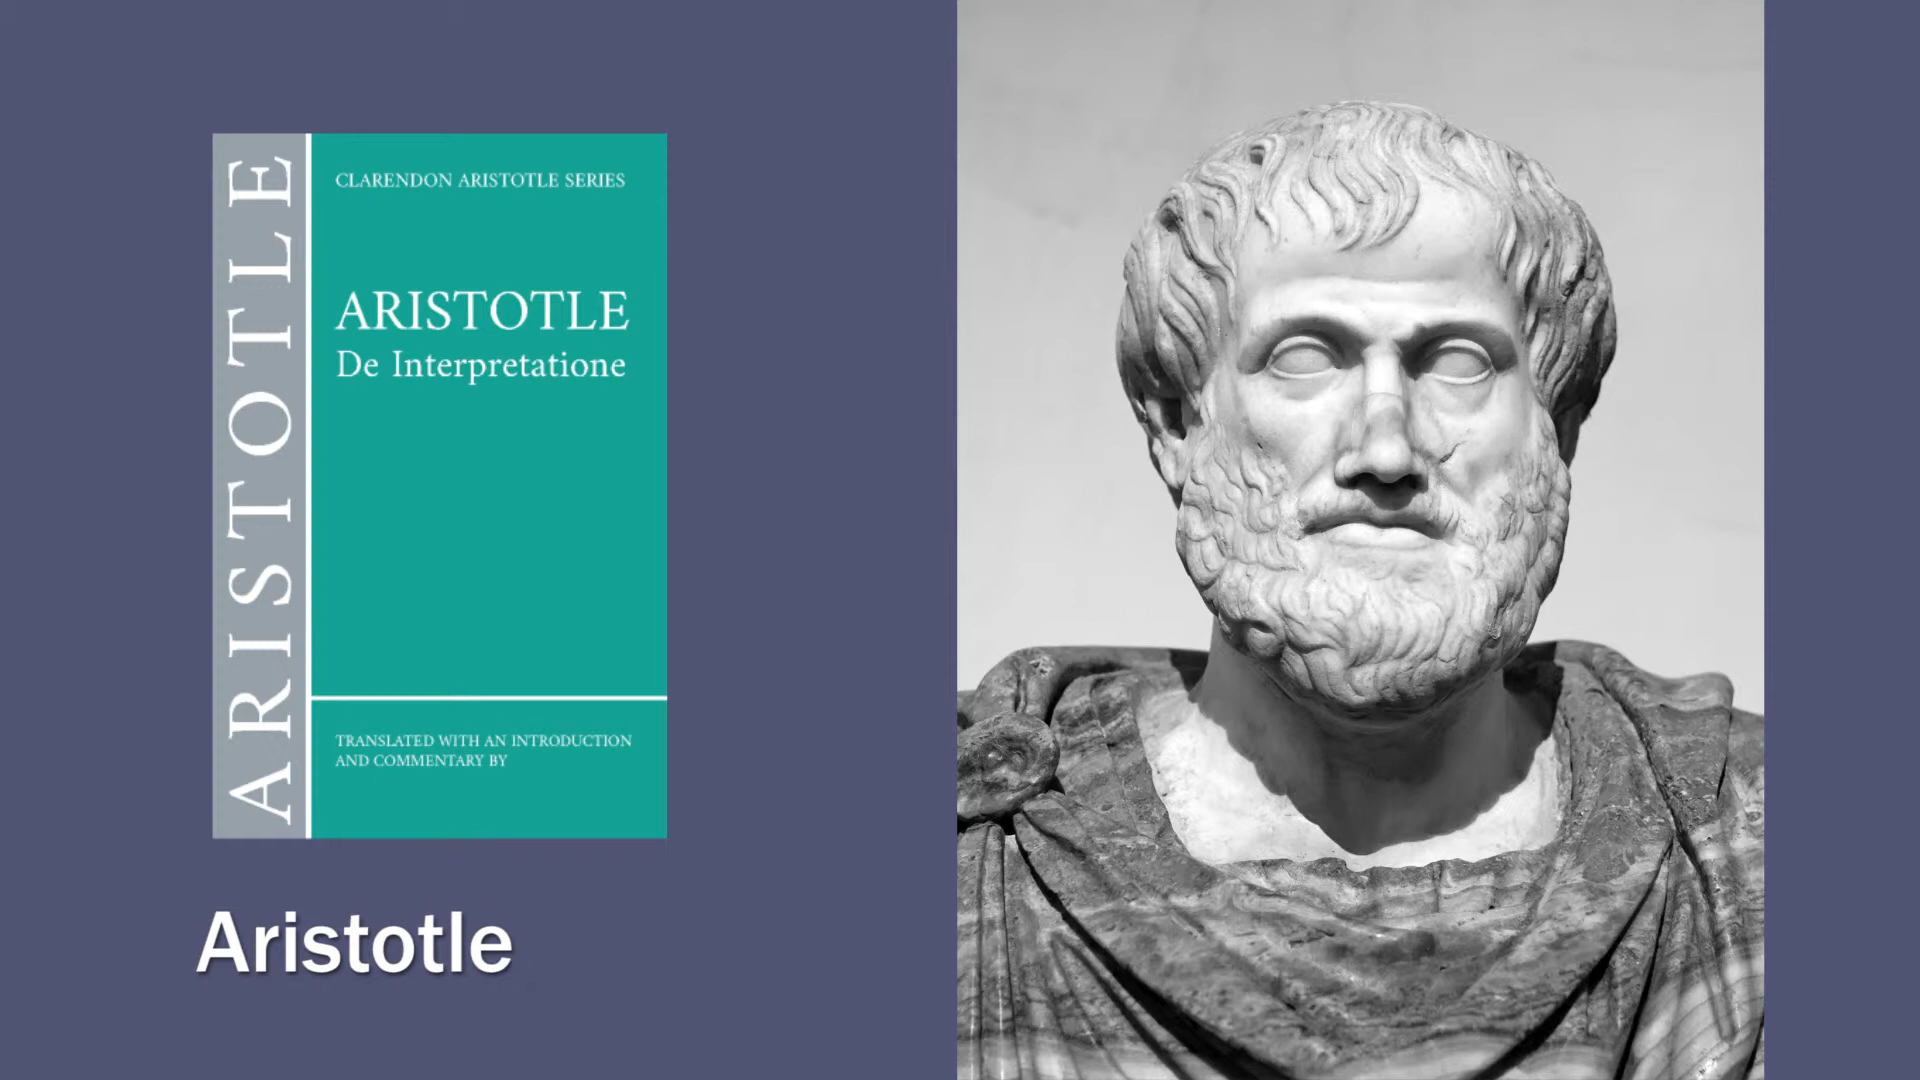 ARISTOTLE
CLARENDON ARISTOTLE SERIES
ARISTOTLE
De Interpretatione
TRANSLATED WITH AN INTRODUCTION
AND COMMENTARY BY
Aristotle